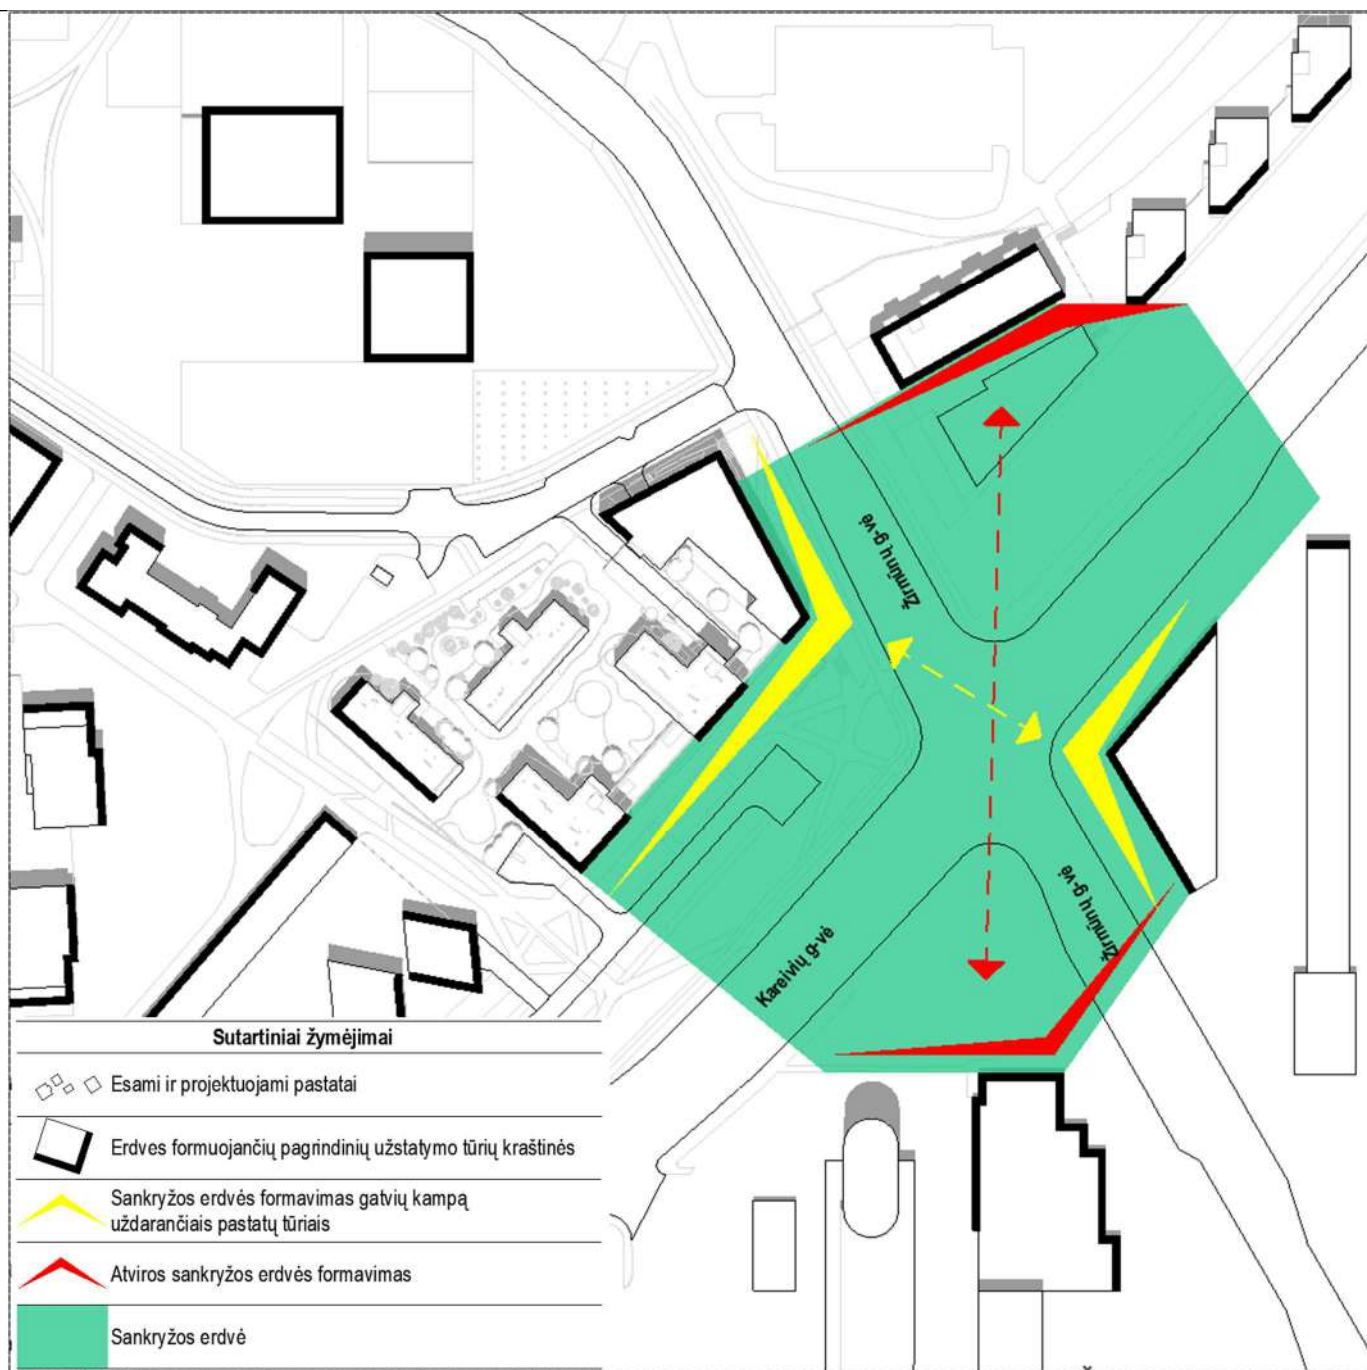 Žirmūnų g-vė
Žirmūnų g-vė
Kareivių g-vė
Sutartiniai žymėjimai
Esami ir projektuojami pastatai
Erdves formuojančių pagrindinių užstatymo tūrių kraštinės
Sankryžos erdvės formavimas gatvių kampą
uždarančiais pastatų tūriais
Atviros sankryžos erdvės formavimas
Sankryžos erdvė